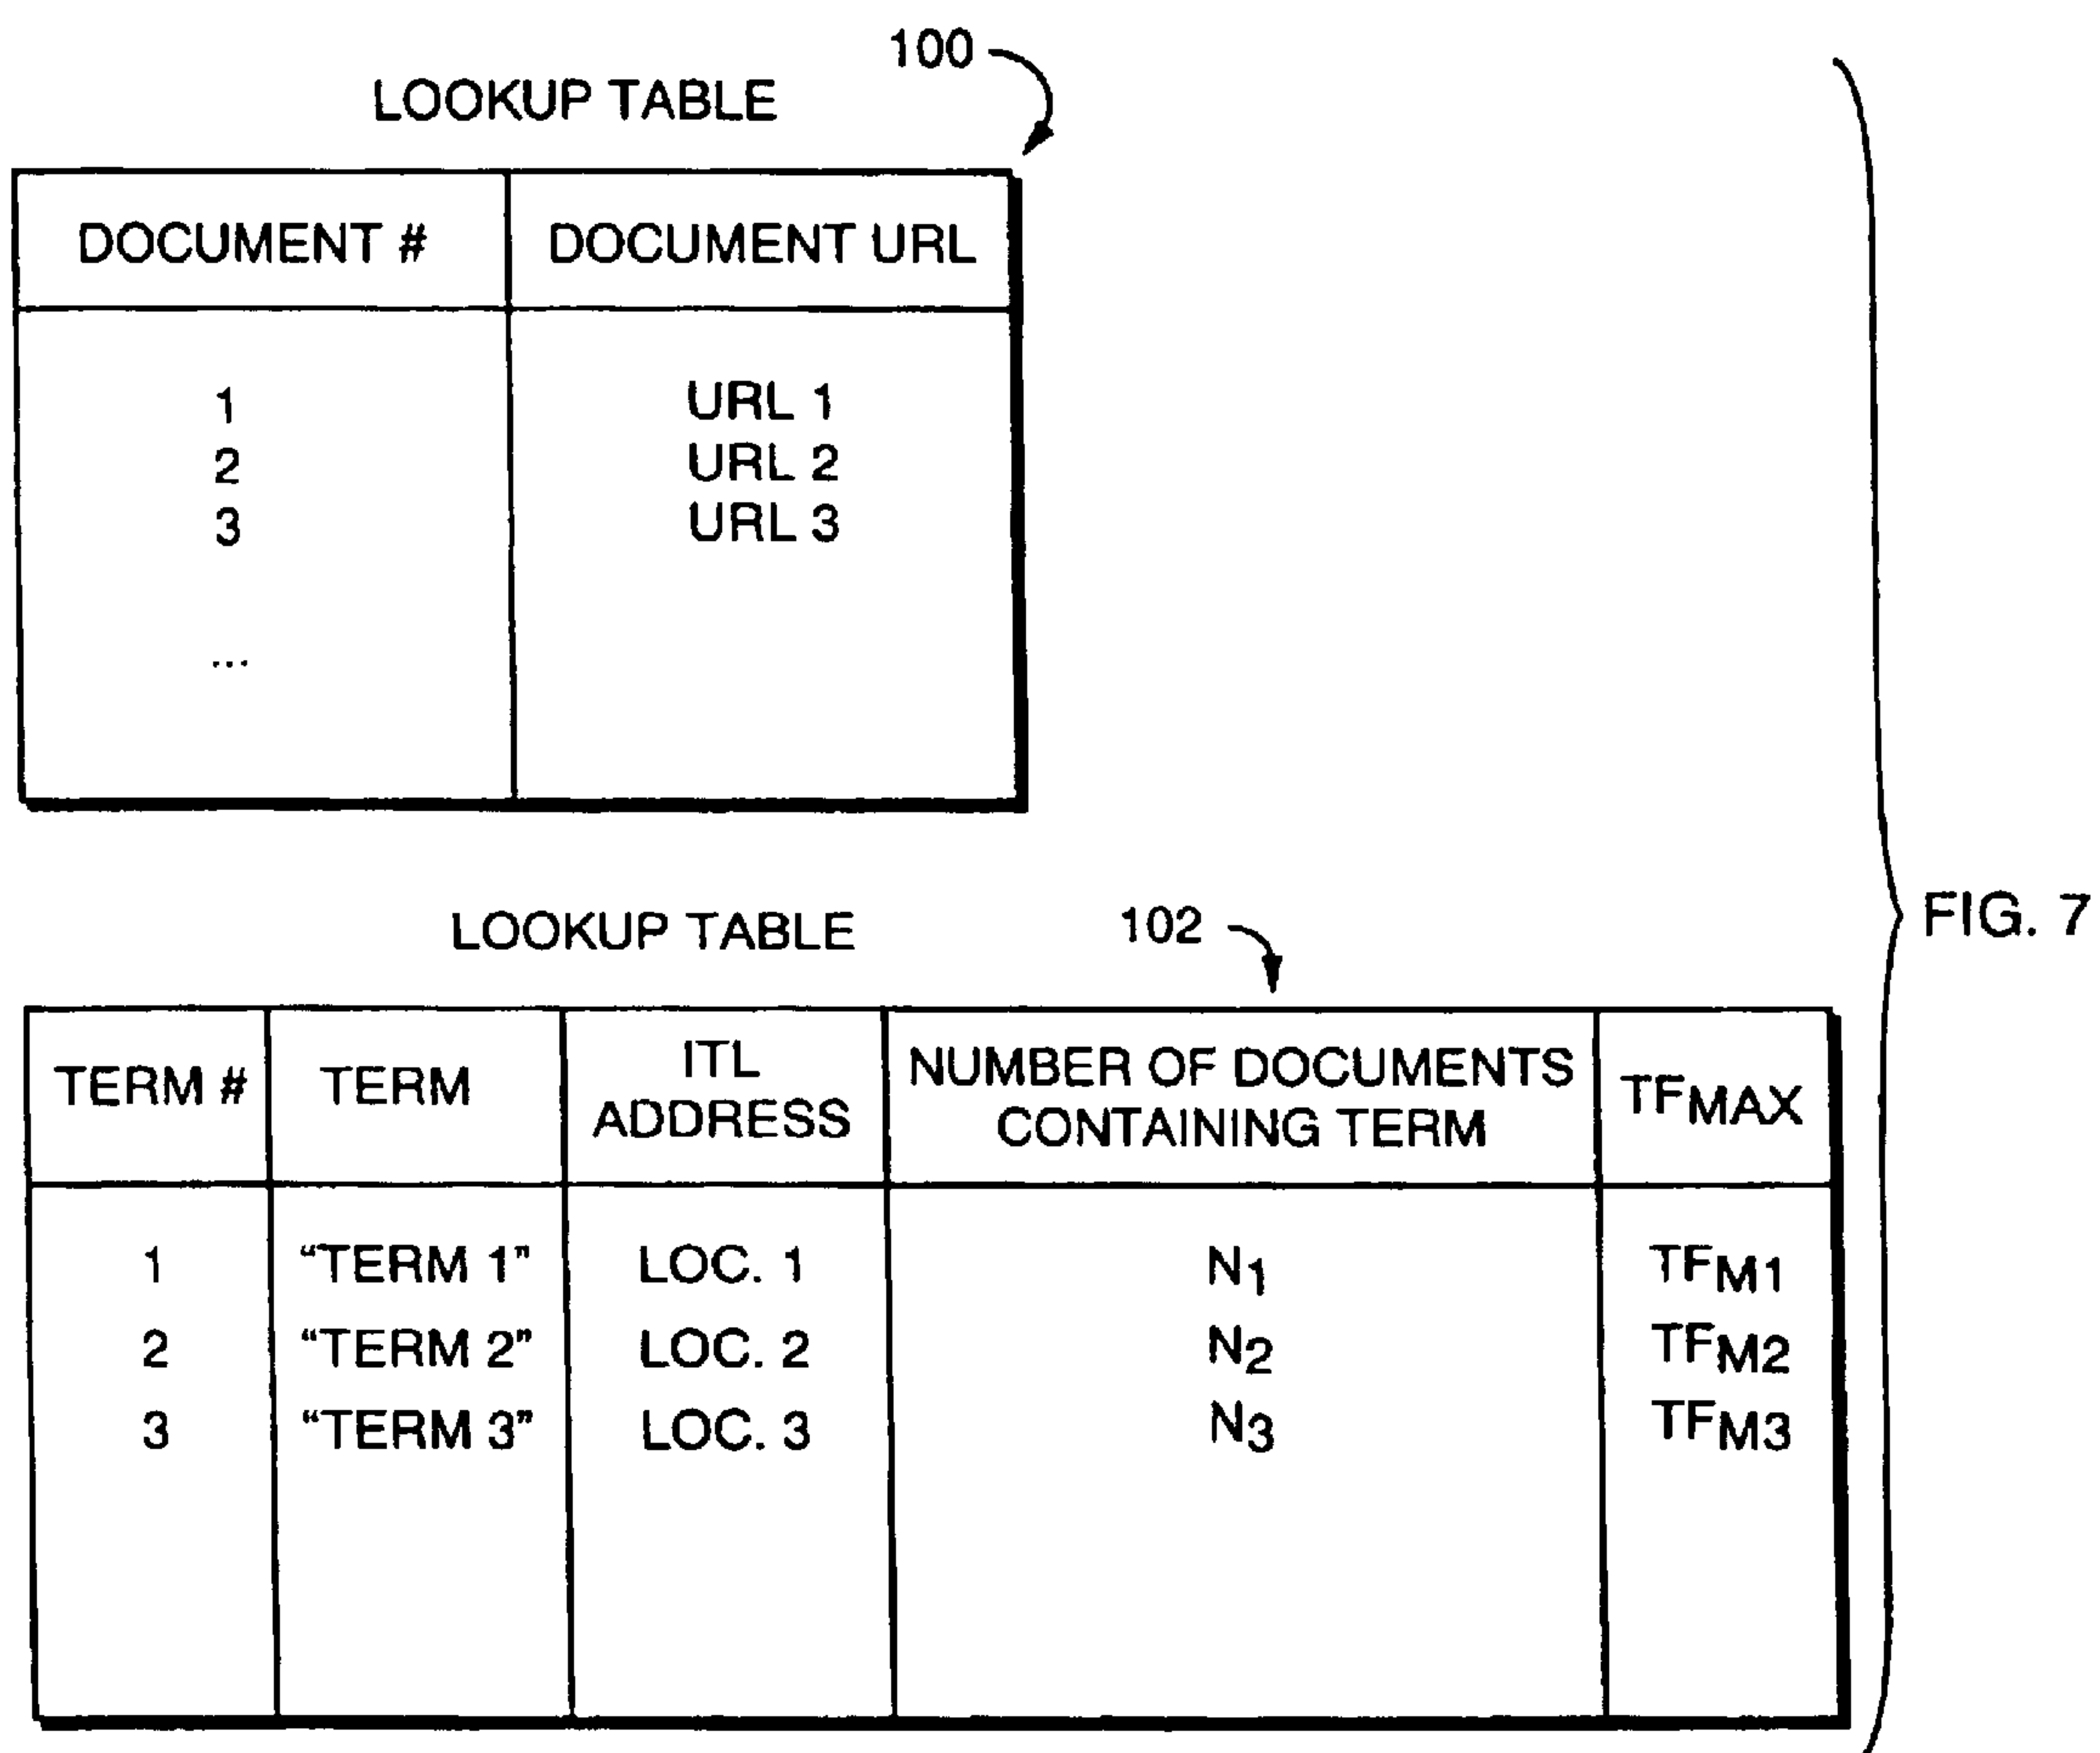 100
LOOKUP TABLE
DOCUMENT # DOCUMENT URL
1 URL 1
2 URL 2
3 URL 3
...
LOOKUP TABLE 102
FIG. 7
TERM # TERM ITL ADDRESS NUMBER OF DOCUMENTS CONTAINING TERM TFMAX
1 “TERM 1” LOC. 1 N1 TFM1
2 “TERM 2” LOC. 2 N2 TFM2
3 “TERM 3” LOC. 3 N3 TFM3